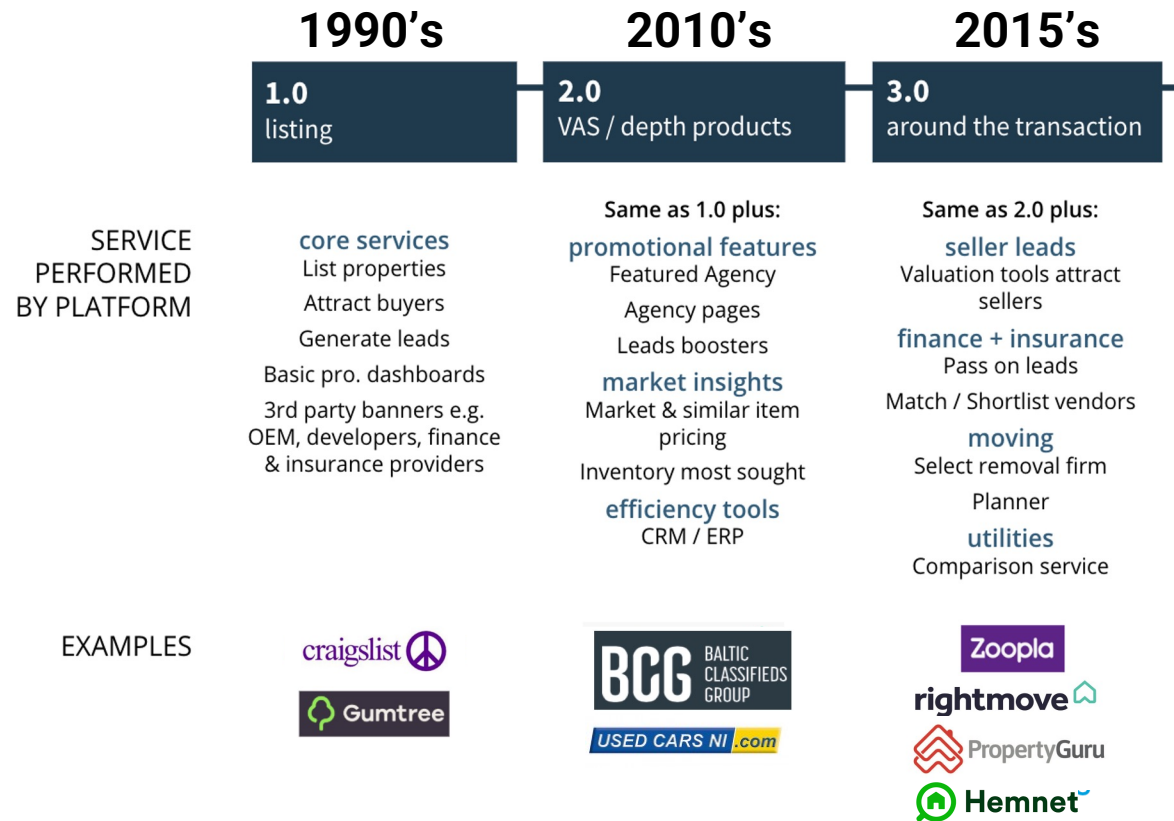 1990’s
2010’s
2015’s
1.0
listing
2.0
VAS / depth products
3.0
around the transaction
SERVICE
PERFORMED
BY PLATFORM
core services
List properties
Attract buyers
Generate leads
Basic pro. dashboards
3rd party banners e.g.
OEM, developers, finance
& insurance providers
Same as 1.0 plus:
promotional features
Featured Agency
Agency pages
Leads boosters
market insights
Market & similar item
pricing
Inventory most sought
efficiency tools
CRM / ERP
Same as 2.0 plus:
seller leads
Valuation tools attract
sellers
finance + insurance
Pass on leads
Match / Shortlist vendors
moving
Select removal firm
Planner
utilities
Comparison service
EXAMPLES
craigslist
Gumtree
BCG
BALTIC
CLASSIFIEDS
GROUP
USED CARS NI .com
Zoopla
rightmove
PropertyGuru
Hemnet